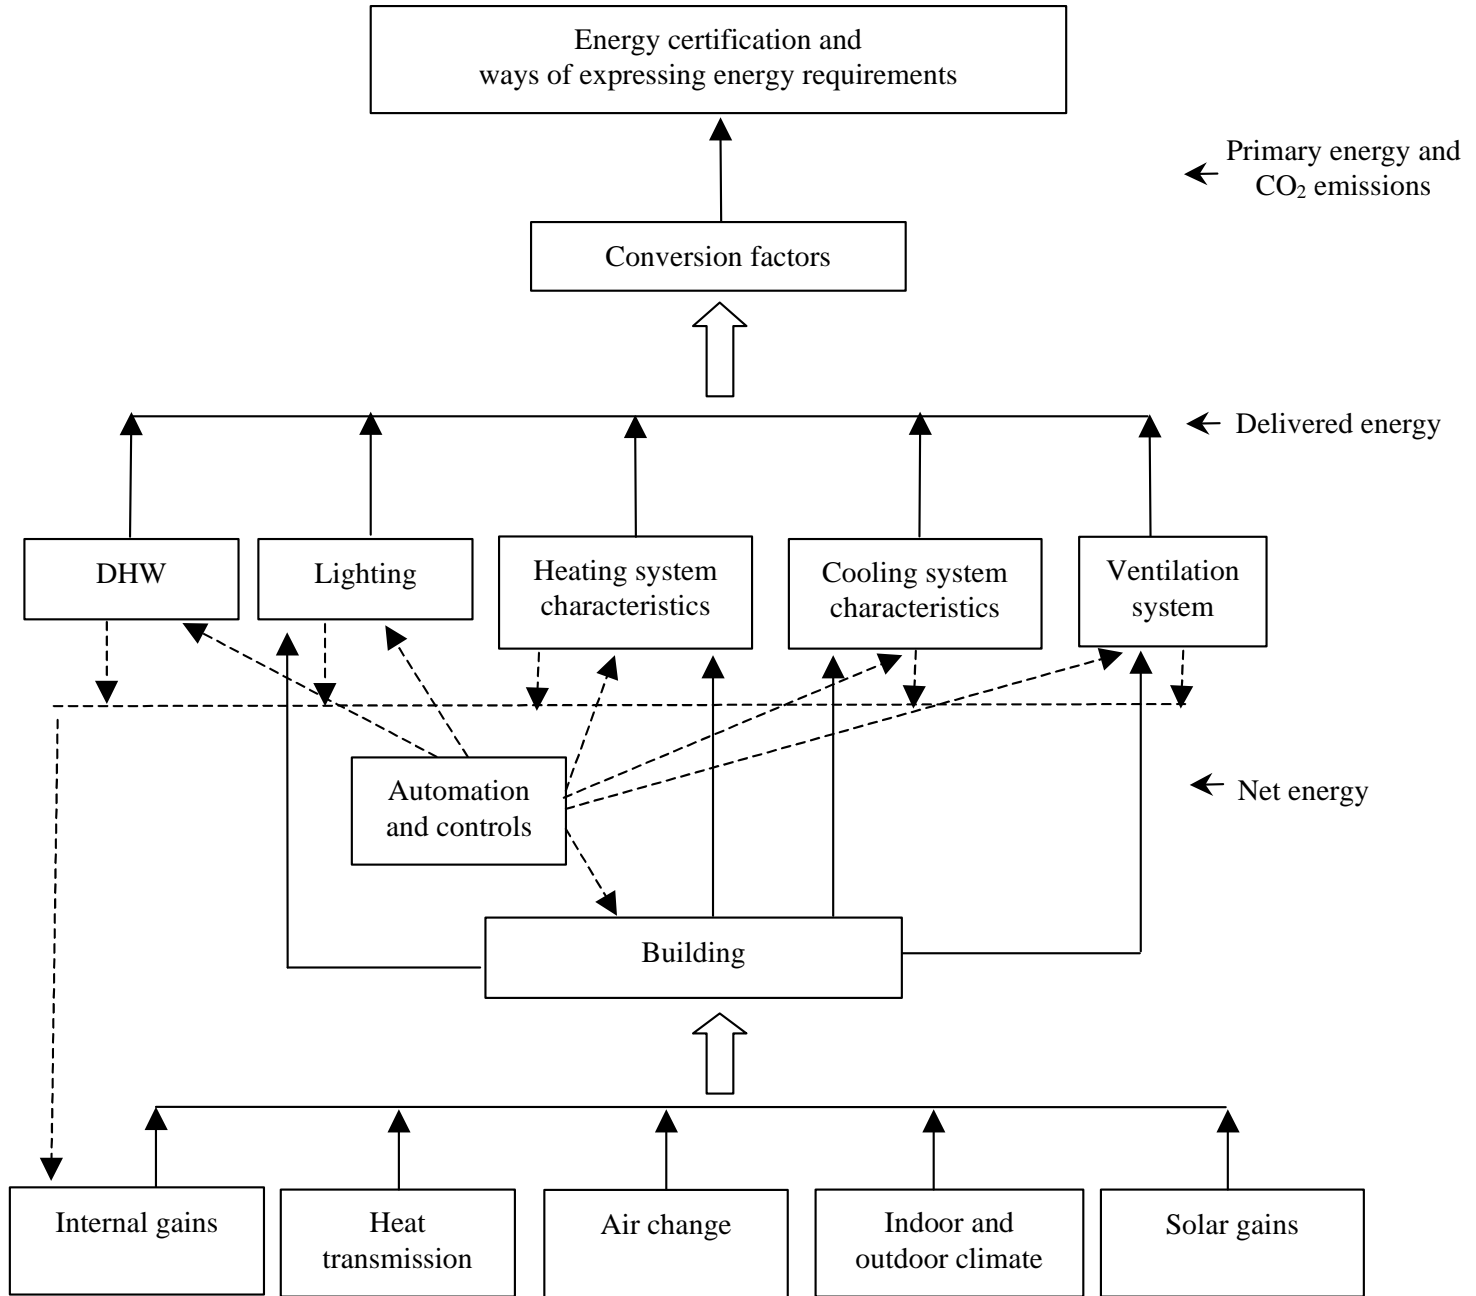 Energy certification and
ways of expressing energy requirements
Primary energy and
CO₂ emissions
Conversion factors
Delivered energy
DHW
Lighting
Heating system
characteristics
Cooling system
characteristics
Ventilation
system
Automation
and controls
Net energy
Building
Internal gains
Heat
transmission
Air change
Indoor and
outdoor climate
Solar gains